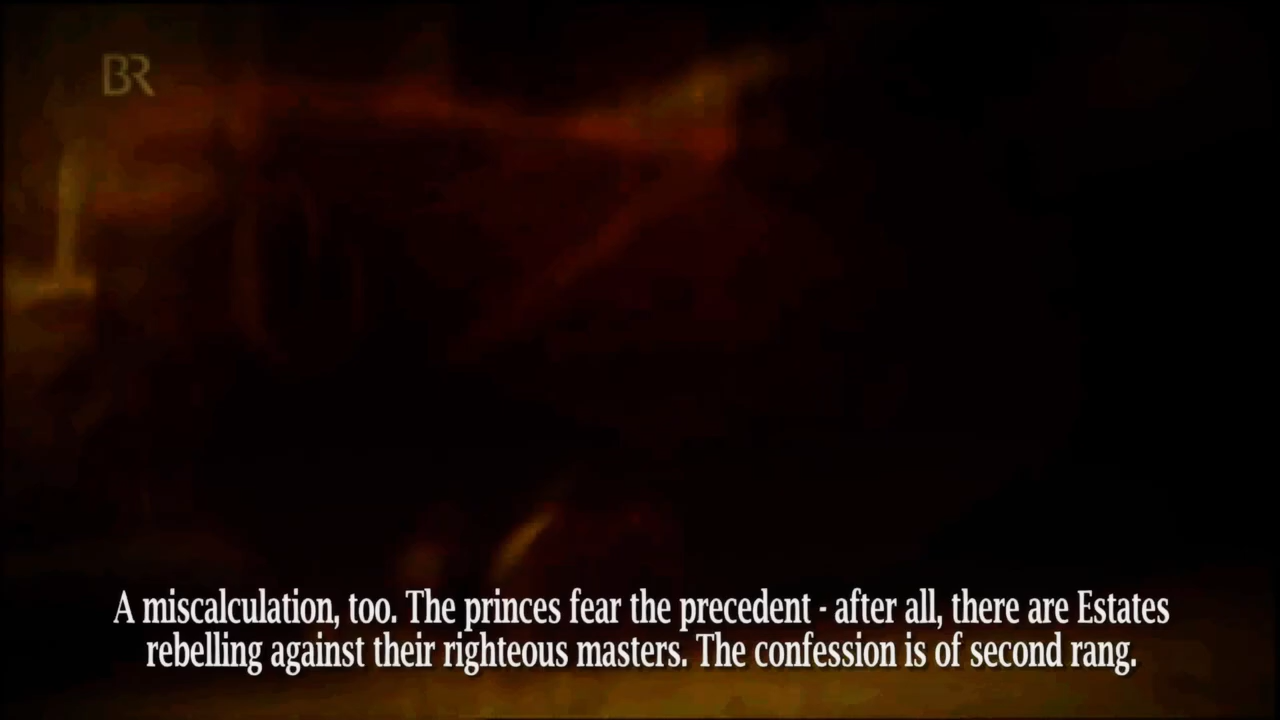 BR
A miscalculation, too. The princes fear the precedent - after all, there are Estates
rebelling against their righteous masters. The confession is of second rang.